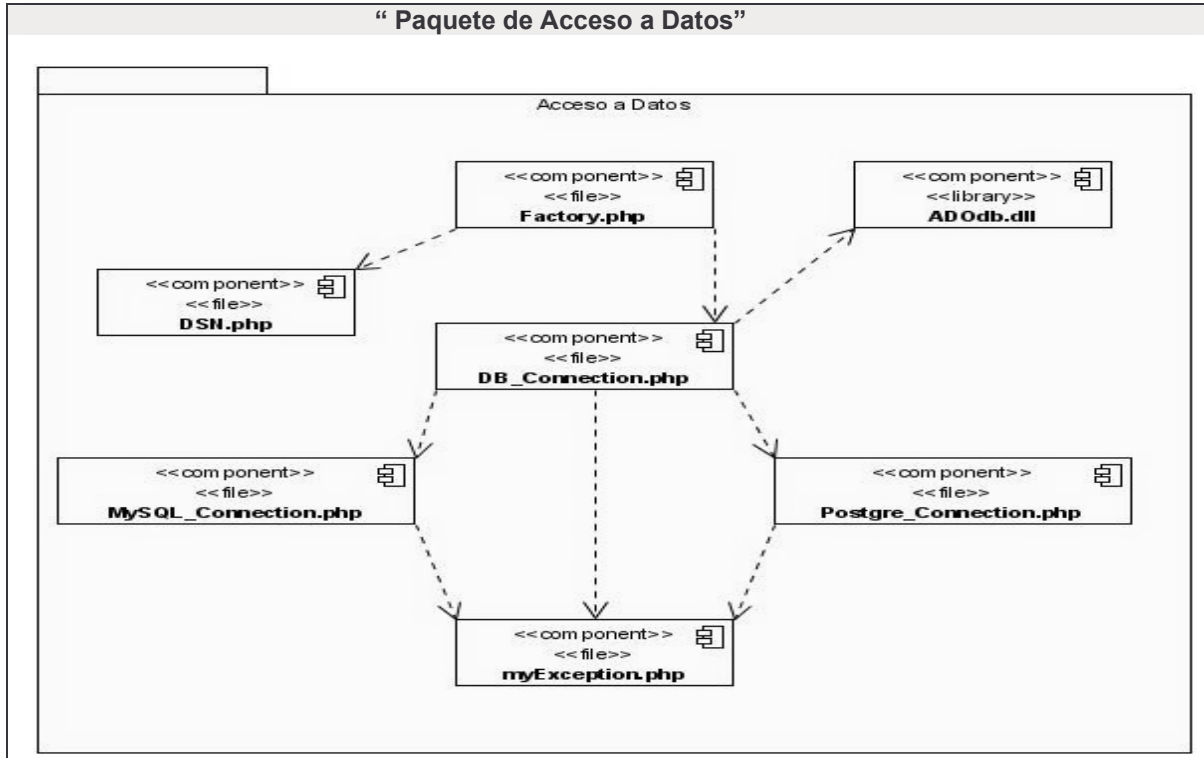 “ Paquete de Acceso a Datos”
Acceso a Datos
<<component>>
<<file>>
Factory.php
<<component>>
<<library>>
ADOdb.dll
<<component>>
<<file>>
DSN.php
<<component>>
<<file>>
DB_Connection.php
<<component>>
<<file>>
MySQL_Connection.php
<<component>>
<<file>>
Postgre_Connection.php
<<component>>
<<file>>
myException.php